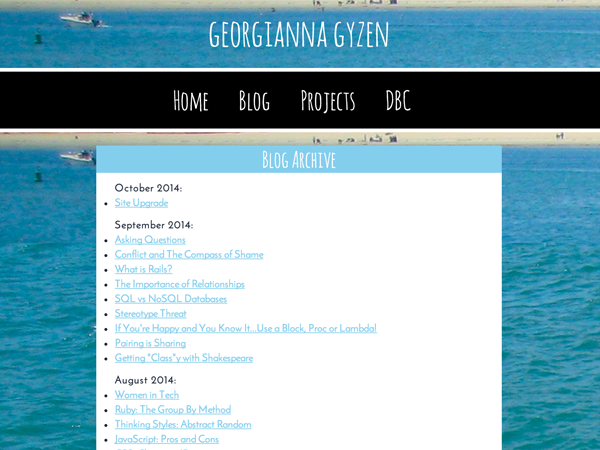 GEORGIANNA GYZEN
Home Blog Projects DBC
Blog Archive
October 2014:
Site Upgrade
September 2014:
Asking Questions
Conflict and The Compass of Shame
What is Rails?
The Importance of Relationships
SQL vs NoSQL Databases
Stereotype Threat
If You're Happy and You Know It...Use a Block, Proc or Lambda!
Pairing is Sharing
Getting "Class"y with Shakespeare
August 2014:
Women in Tech
Ruby: The Group By Method
Thinking Styles: Abstract Random
JavaScript: Pros and Cons